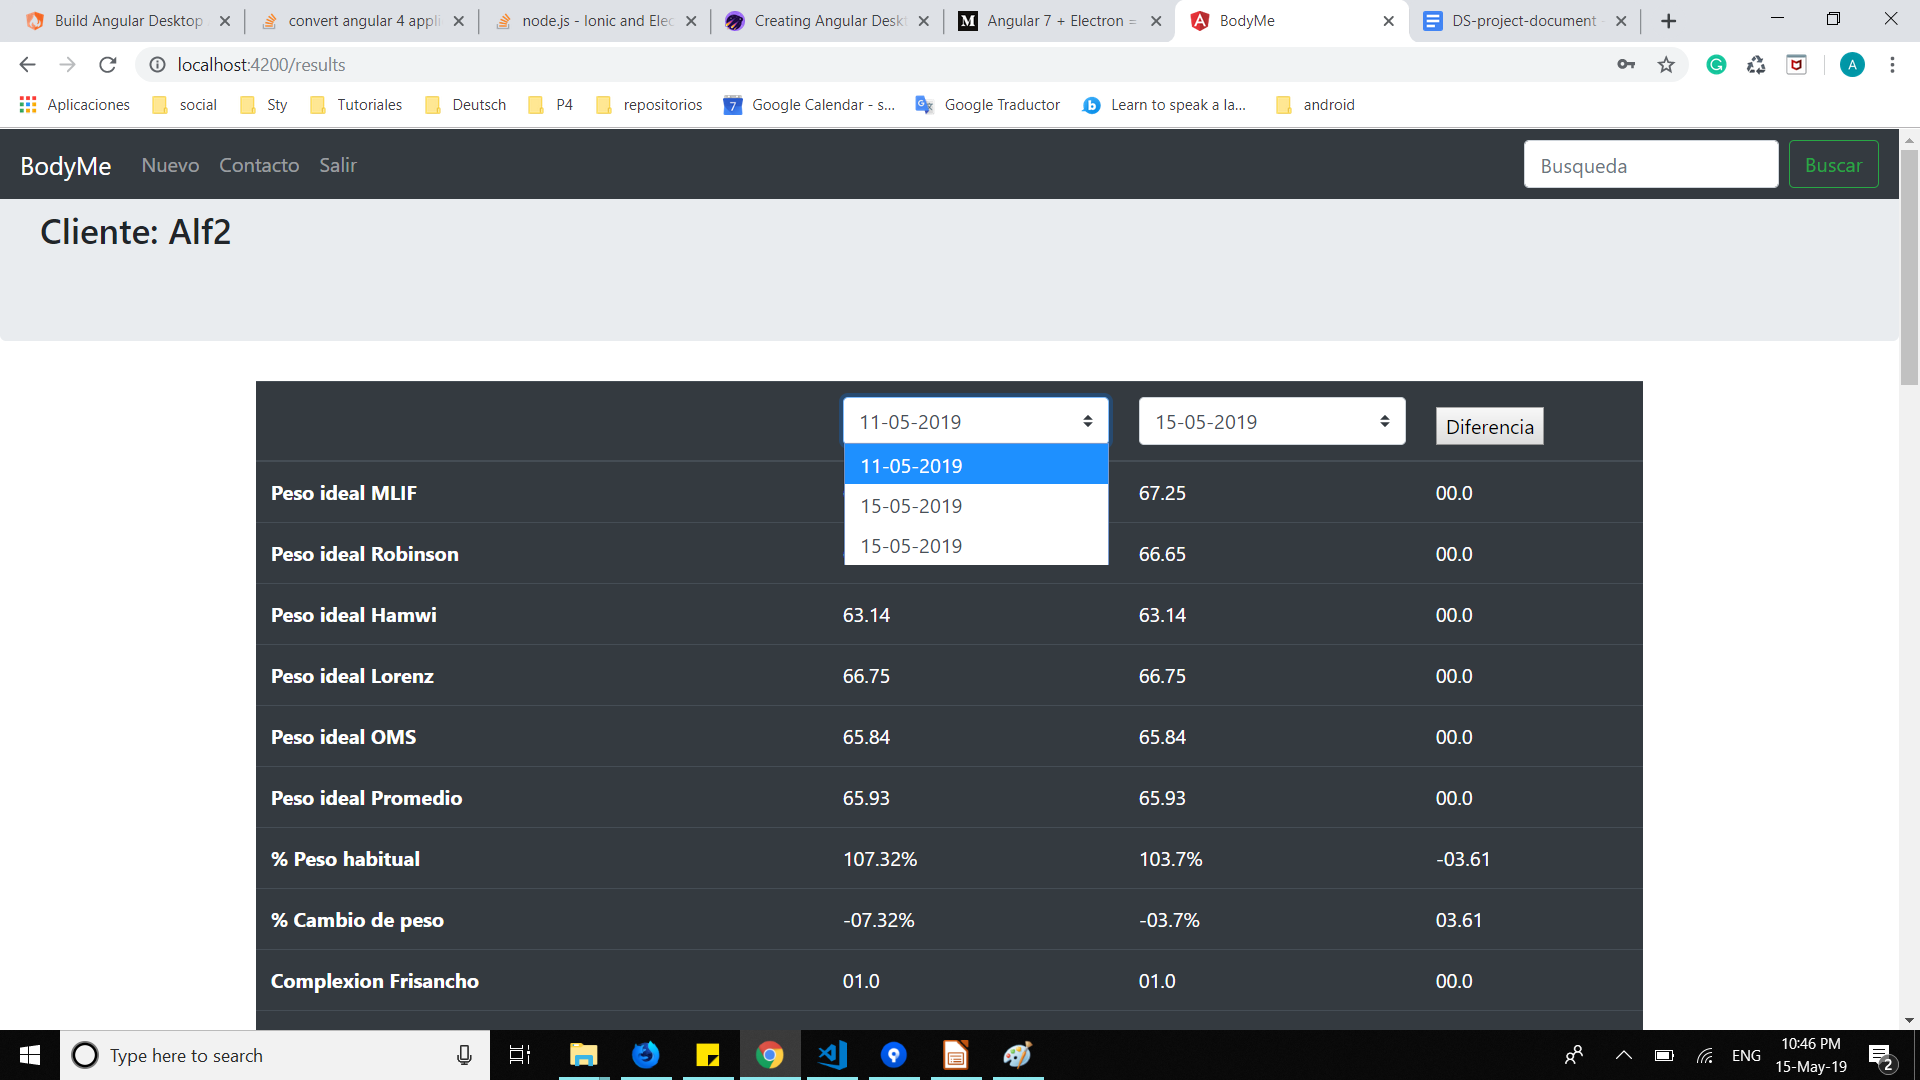 Build Angular Desktop
convert angular 4 appli
node.js - Ionic and Elec
Creating Angular Deskt
Angular 7 + Electron =
BodyMe
DS-project-document -
localhost:4200/results
A
Aplicaciones
social
Sty
Tutoriales
Deutsch
P4
repositorios
7
Google Calendar - s...
Google Traductor
Learn to speak a la...
android
BodyMe Nuevo Contacto Salir
Busqueda Buscar
Cliente: Alf2
11-05-2019 15-05-2019 Diferencia
11-05-2019
15-05-2019
15-05-2019
Peso ideal MLIF 67.25 00.0
Peso ideal Robinson 66.65 00.0
Peso ideal Hamwi 63.14 63.14 00.0
Peso ideal Lorenz 66.75 66.75 00.0
Peso ideal OMS 65.84 65.84 00.0
Peso ideal Promedio 65.93 65.93 00.0
% Peso habitual 107.32% 103.7% -03.61
% Cambio de peso -07.32% -03.7% 03.61
Complexion Frisancho 01.0 01.0 00.0
Type here to search
ENG
10:46 PM
15-May-19
2